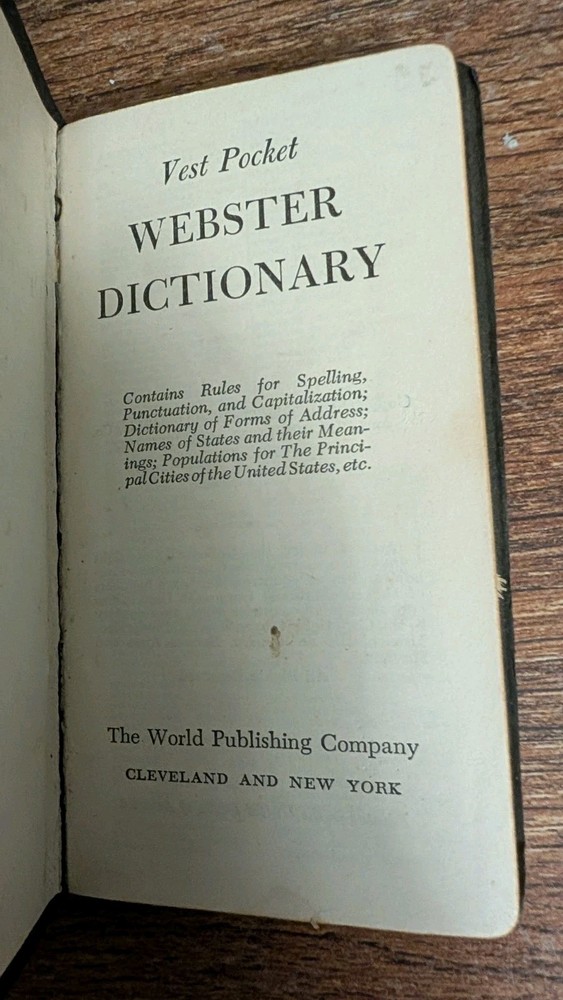 Vest Pocket
WEBSTER
DICTIONARY
Contains Rules for Spelling,
Punctuation, and Capitalization;
Dictionary of Forms of Address;
Names of States and their Mean-
ings; Populations for The Princi-
pal Cities of the United States, etc.
The World Publishing Company
CLEVELAND AND NEW YORK